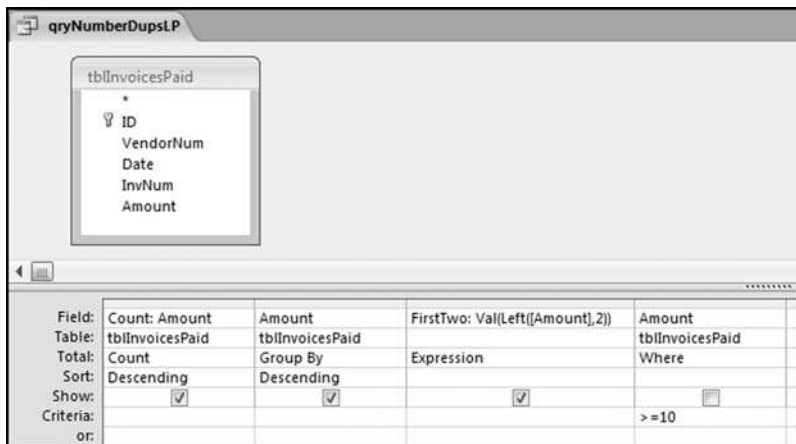 qryNumberDupsLP
tblInvoicesPaid
*
ID
VendorNum
Date
InvNum
Amount
Field: Count: Amount Amount FirstTwo: Val(Left([Amount],2)) Amount
Table: tblInvoicesPaid tblInvoicesPaid tblInvoicesPaid
Total: Count Group By Expression Where
Sort: Descending Descending
Show:
Criteria: >=10
or: